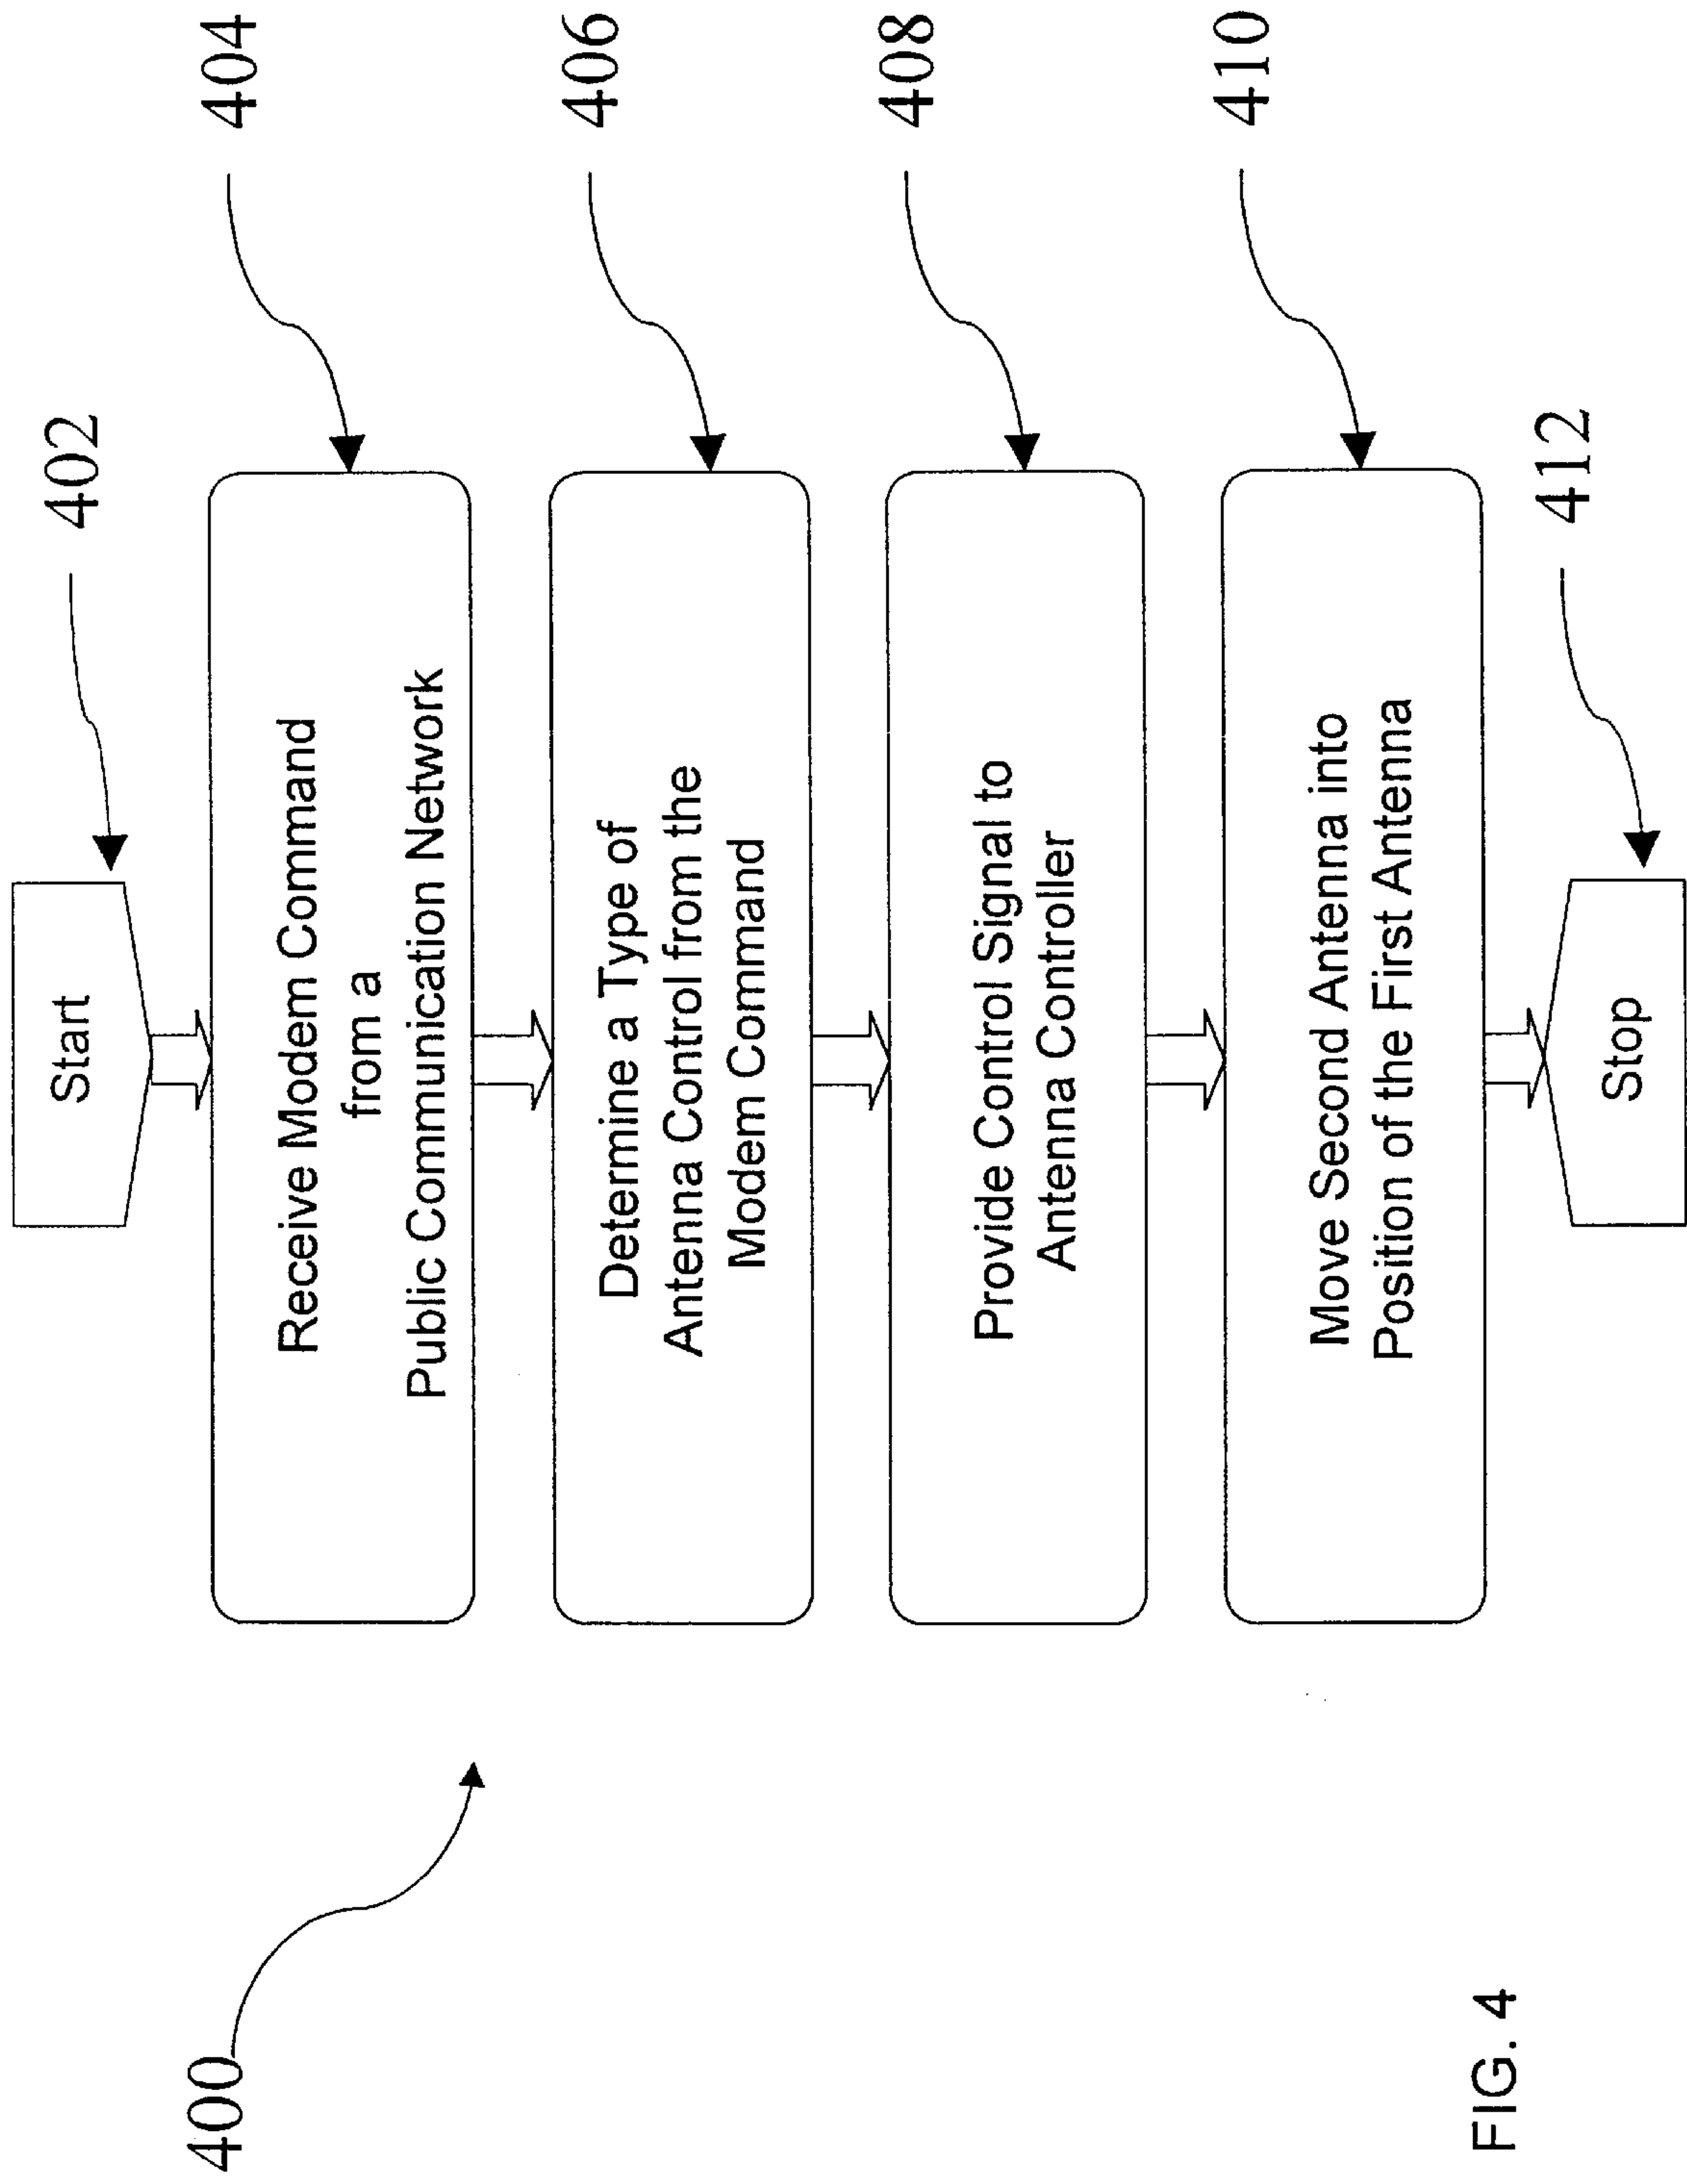 402
Start
404
Receive Modem Command
from a
Public Communication Network
406
Determine a Type of
Antenna Control from the
Modem Command
408
Provide Control Signal to
Antenna Controller
410
Move Second Antenna into
Position of the First Antenna
412
Stop
400
FIG. 4